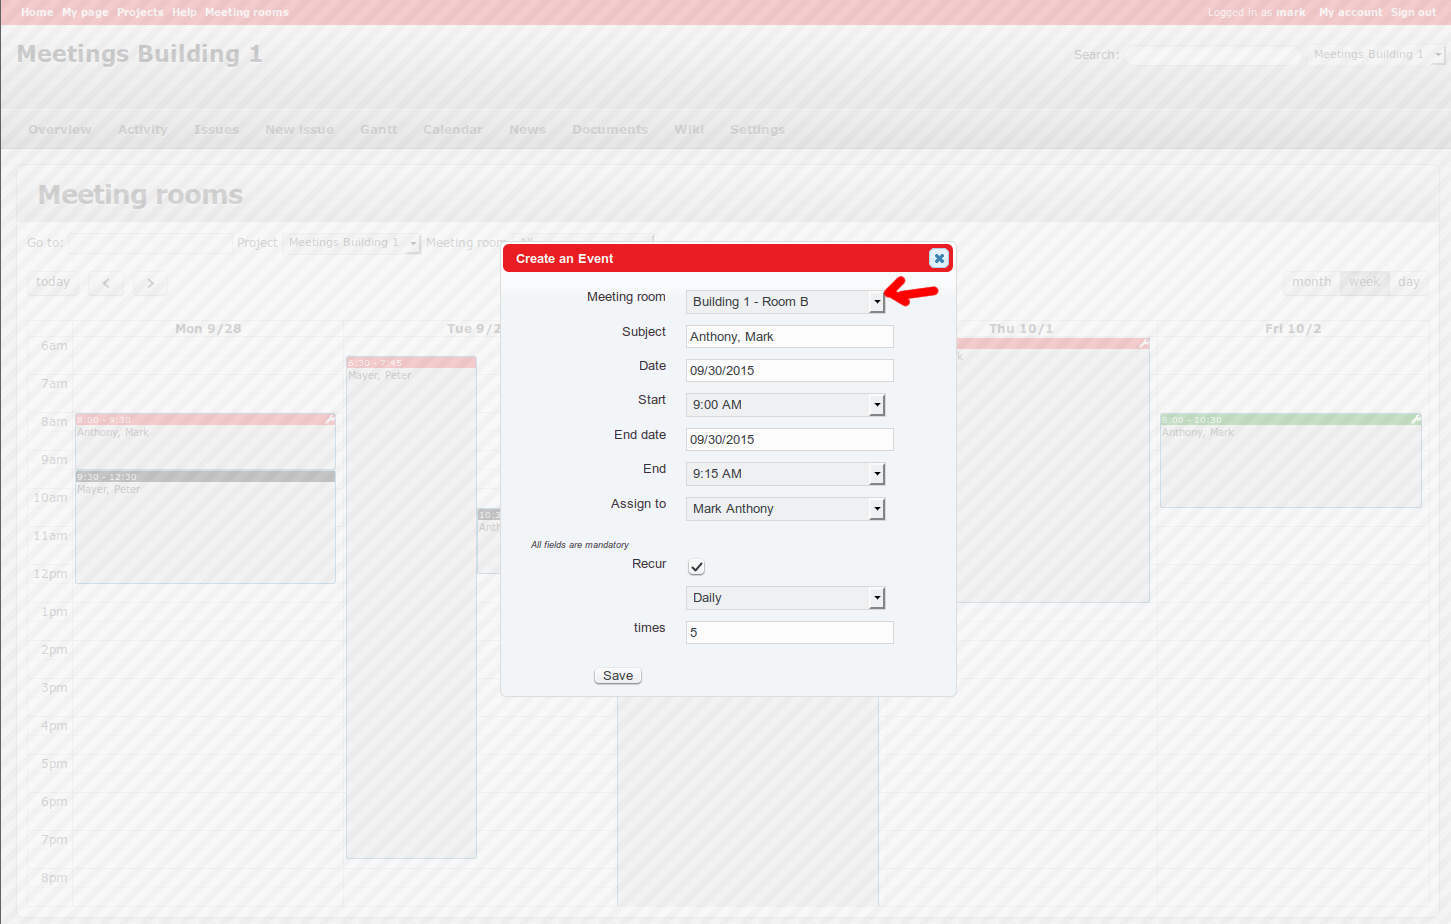 Home My page Projects Help Meeting rooms Logged in as mark My account Sign out
Meetings Building 1
Search: Meetings Building 1
Overview Activity Issues New issue Gantt Calendar News Documents Wiki Settings
Meeting rooms
Go to: Project Meetings Building 1 Meeting room
today < > month week day
Mon 9/28 Tue 9/2 Thu 10/1 Fri 10/2
6am
7am
8am
9am
10am
11am
12pm
1pm
2pm
3pm
4pm
5pm
6pm
7pm
8pm
8:00 - 9:30
Anthony, Mark
9:30 - 12:30
Mayer, Peter
6:30 - 7:45
Mayer, Peter
10:3
Anth
k
8:00 - 10:30
Anthony, Mark
Create an Event
Meeting room Building 1 - Room B
Subject Anthony, Mark
Date 09/30/2015
Start 9:00 AM
End date 09/30/2015
End 9:15 AM
Assign to Mark Anthony
All fields are mandatory
Recur
Daily
times 5
Save